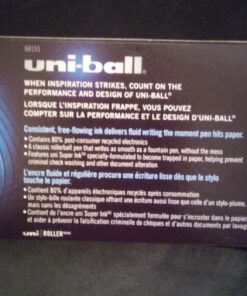 60151
uni-ball®
WHEN INSPIRATION STRIKES, COUNT ON THE
PERFORMANCE AND DESIGN OF UNI-BALL®
LORSQUE L'INSPIRATION FRAPPE, VOUS POUVEZ
COMPTER SUR LA PERFORMANCE ET LE DESIGN D'UNI-BALL®
Consistent, free-flowing ink delivers fluid writing the moment pen hits paper.
• Contains 80% post-consumer recycled electronics
• A classic rollerball pen that writes as smooth as a fountain pen, without the mess
• Features uni Super Ink® specially-formulated to become trapped in paper, helping prevent
criminal check washing and other document alteration
L'encre fluide et régulière procure une écriture lisse dès que le stylo
touche le papier.
• Contient 80% d'appareils électroniques recyclés après consommation
• Un stylo-bille roulante classique offrant une écriture aussi lisse que celle d'un stylo-plume,
mais sans les dégâts
• Contient de l'encre uni Super Ink® spécialement formulée pour s'incruster dans le papier
et aider à prévenir la falsification criminelle de chèques et d'autres documents par lavage
uni ROLLER